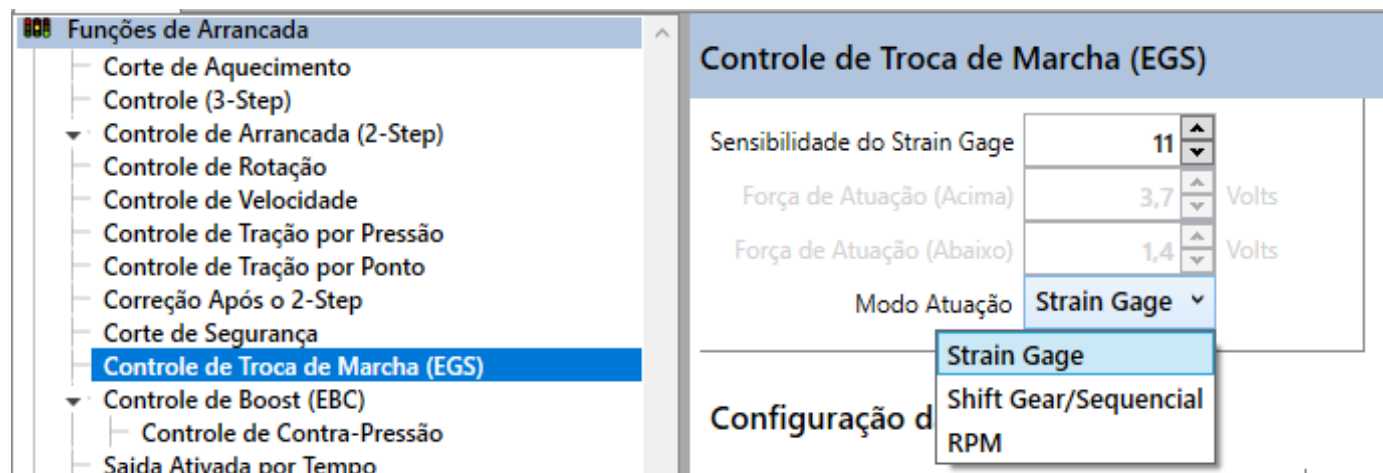 Funções de Arrancada
Corte de Aquecimento
Controle (3-Step)
Controle de Arrancada (2-Step)
Controle de Rotação
Controle de Velocidade
Controle de Tração por Pressão
Controle de Tração por Ponto
Correção Após o 2-Step
Corte de Segurança
Controle de Troca de Marcha (EGS)
Controle de Boost (EBC)
Controle de Contra-Pressão
Saida Ativada por Tempo
Controle de Troca de Marcha (EGS)
Sensibilidade do Strain Gage 11
Força de Atuação (Acima) 3,7 Volts
Força de Atuação (Abaixo) 1,4 Volts
Modo Atuação Strain Gage
Strain Gage
Shift Gear/Sequencial
RPM
Configuração d